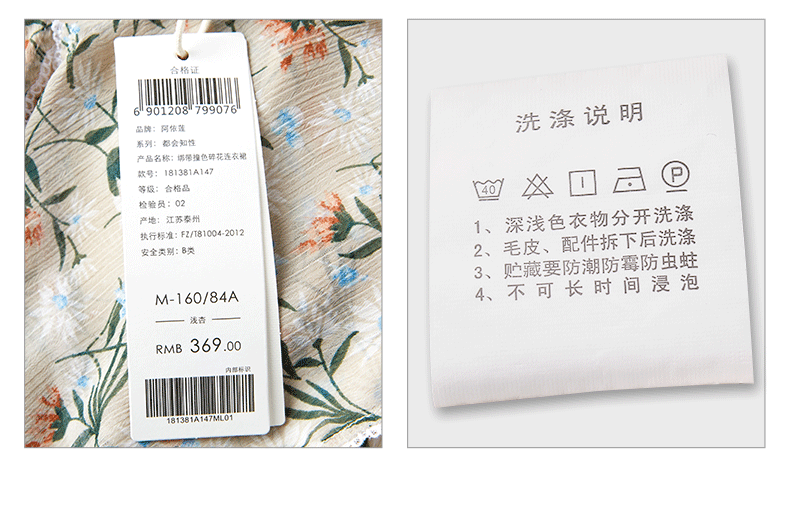 合格证
6 901208 799076
品牌: 阿依莲
系列: 都会知性
产品名称: 绑带撞色碎花连衣裙
款号: 181381A147
等级: 合格品
检验员: 02
产地: 江苏泰州
执行标准: FZ/T81004-2012
安全类别: B类
M-160/84A
浅杏
RMB 369.00
内部标识
181381A147ML01
洗涤说明
40 P
1、深浅色衣物分开洗涤
2、毛皮、配件拆下后洗涤
3、贮藏要防潮防霉防虫蛀
4、不可长时间浸泡